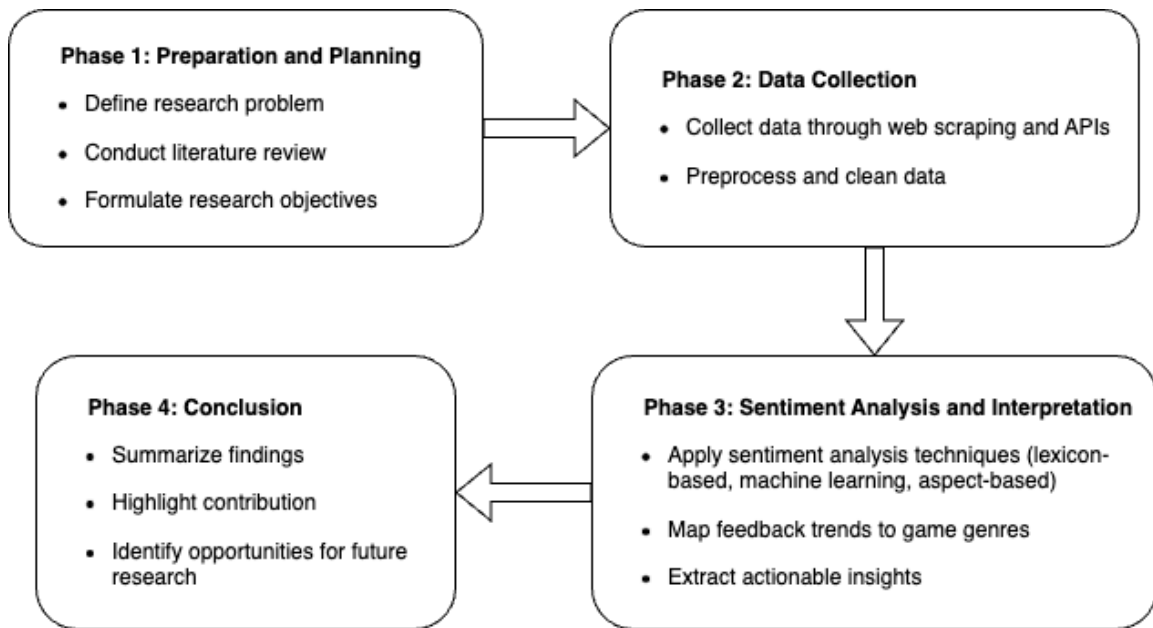 Phase 1: Preparation and Planning
• Define research problem
• Conduct literature review
• Formulate research objectives
Phase 2: Data Collection
• Collect data through web scraping and APIs
• Preprocess and clean data
Phase 3: Sentiment Analysis and Interpretation
• Apply sentiment analysis techniques (lexicon-
based, machine learning, aspect-based)
• Map feedback trends to game genres
• Extract actionable insights
Phase 4: Conclusion
• Summarize findings
• Highlight contribution
• Identify opportunities for future
research